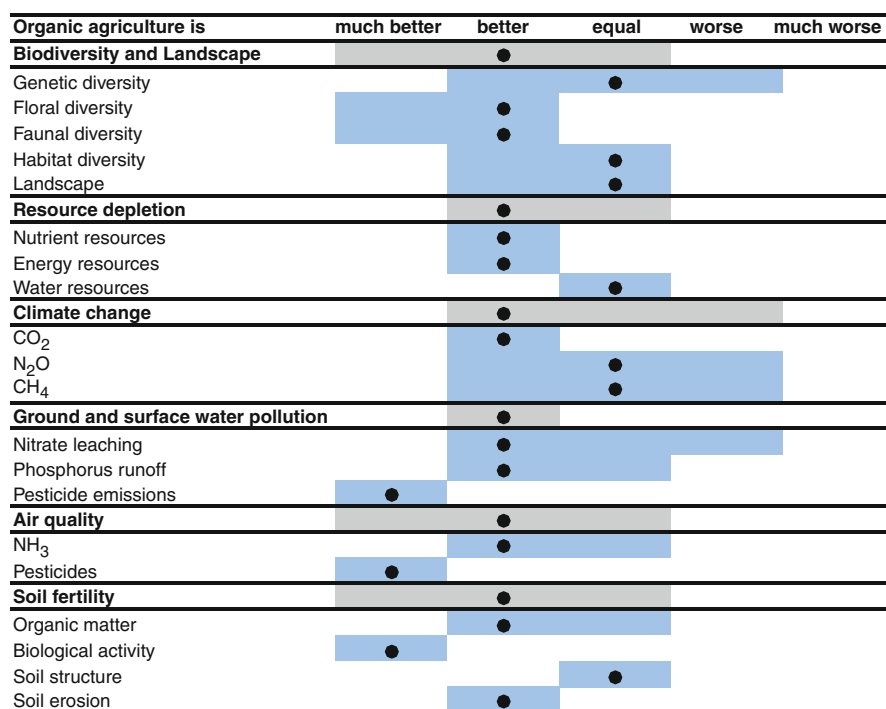 Organic agriculture is much better better equal worse much worse
Biodiversity and Landscape
Genetic diversity
Floral diversity
Faunal diversity
Habitat diversity
Landscape
Resource depletion
Nutrient resources
Energy resources
Water resources
Climate change
CO2
N2O
CH4
Ground and surface water pollution
Nitrate leaching
Phosphorus runoff
Pesticide emissions
Air quality
NH3
Pesticides
Soil fertility
Organic matter
Biological activity
Soil structure
Soil erosion